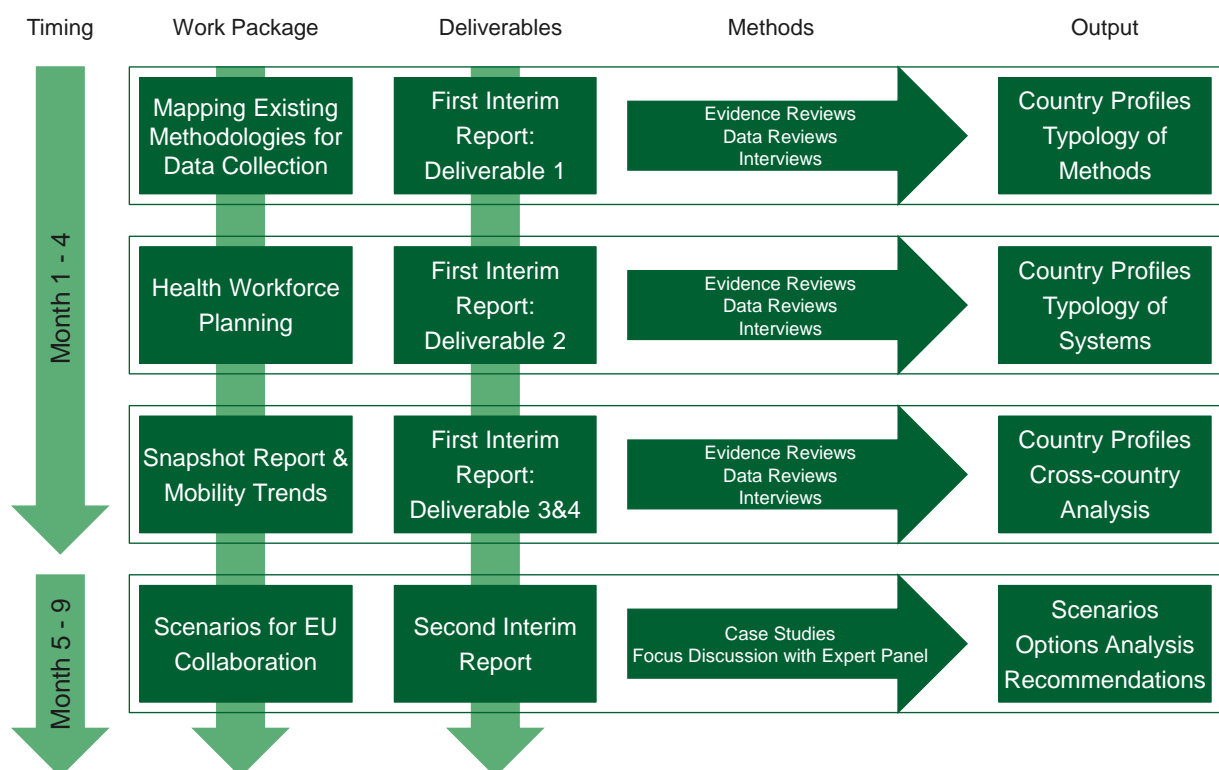 Timing
Work Package
Deliverables
Methods
Output
Month 1 - 4
Mapping Existing
Methodologies for
Data Collection
First Interim
Report:
Deliverable 1
Evidence Reviews
Data Reviews
Interviews
Country Profiles
Typology of
Methods
Health Workforce
Planning
First Interim
Report:
Deliverable 2
Evidence Reviews
Data Reviews
Interviews
Country Profiles
Typology of
Systems
Snapshot Report &
Mobility Trends
First Interim
Report:
Deliverable 3&4
Evidence Reviews
Data Reviews
Interviews
Country Profiles
Cross-country
Analysis
Month 5 - 9
Scenarios for EU
Collaboration
Second Interim
Report
Case Studies
Focus Discussion with Expert Panel
Scenarios
Options Analysis
Recommendations